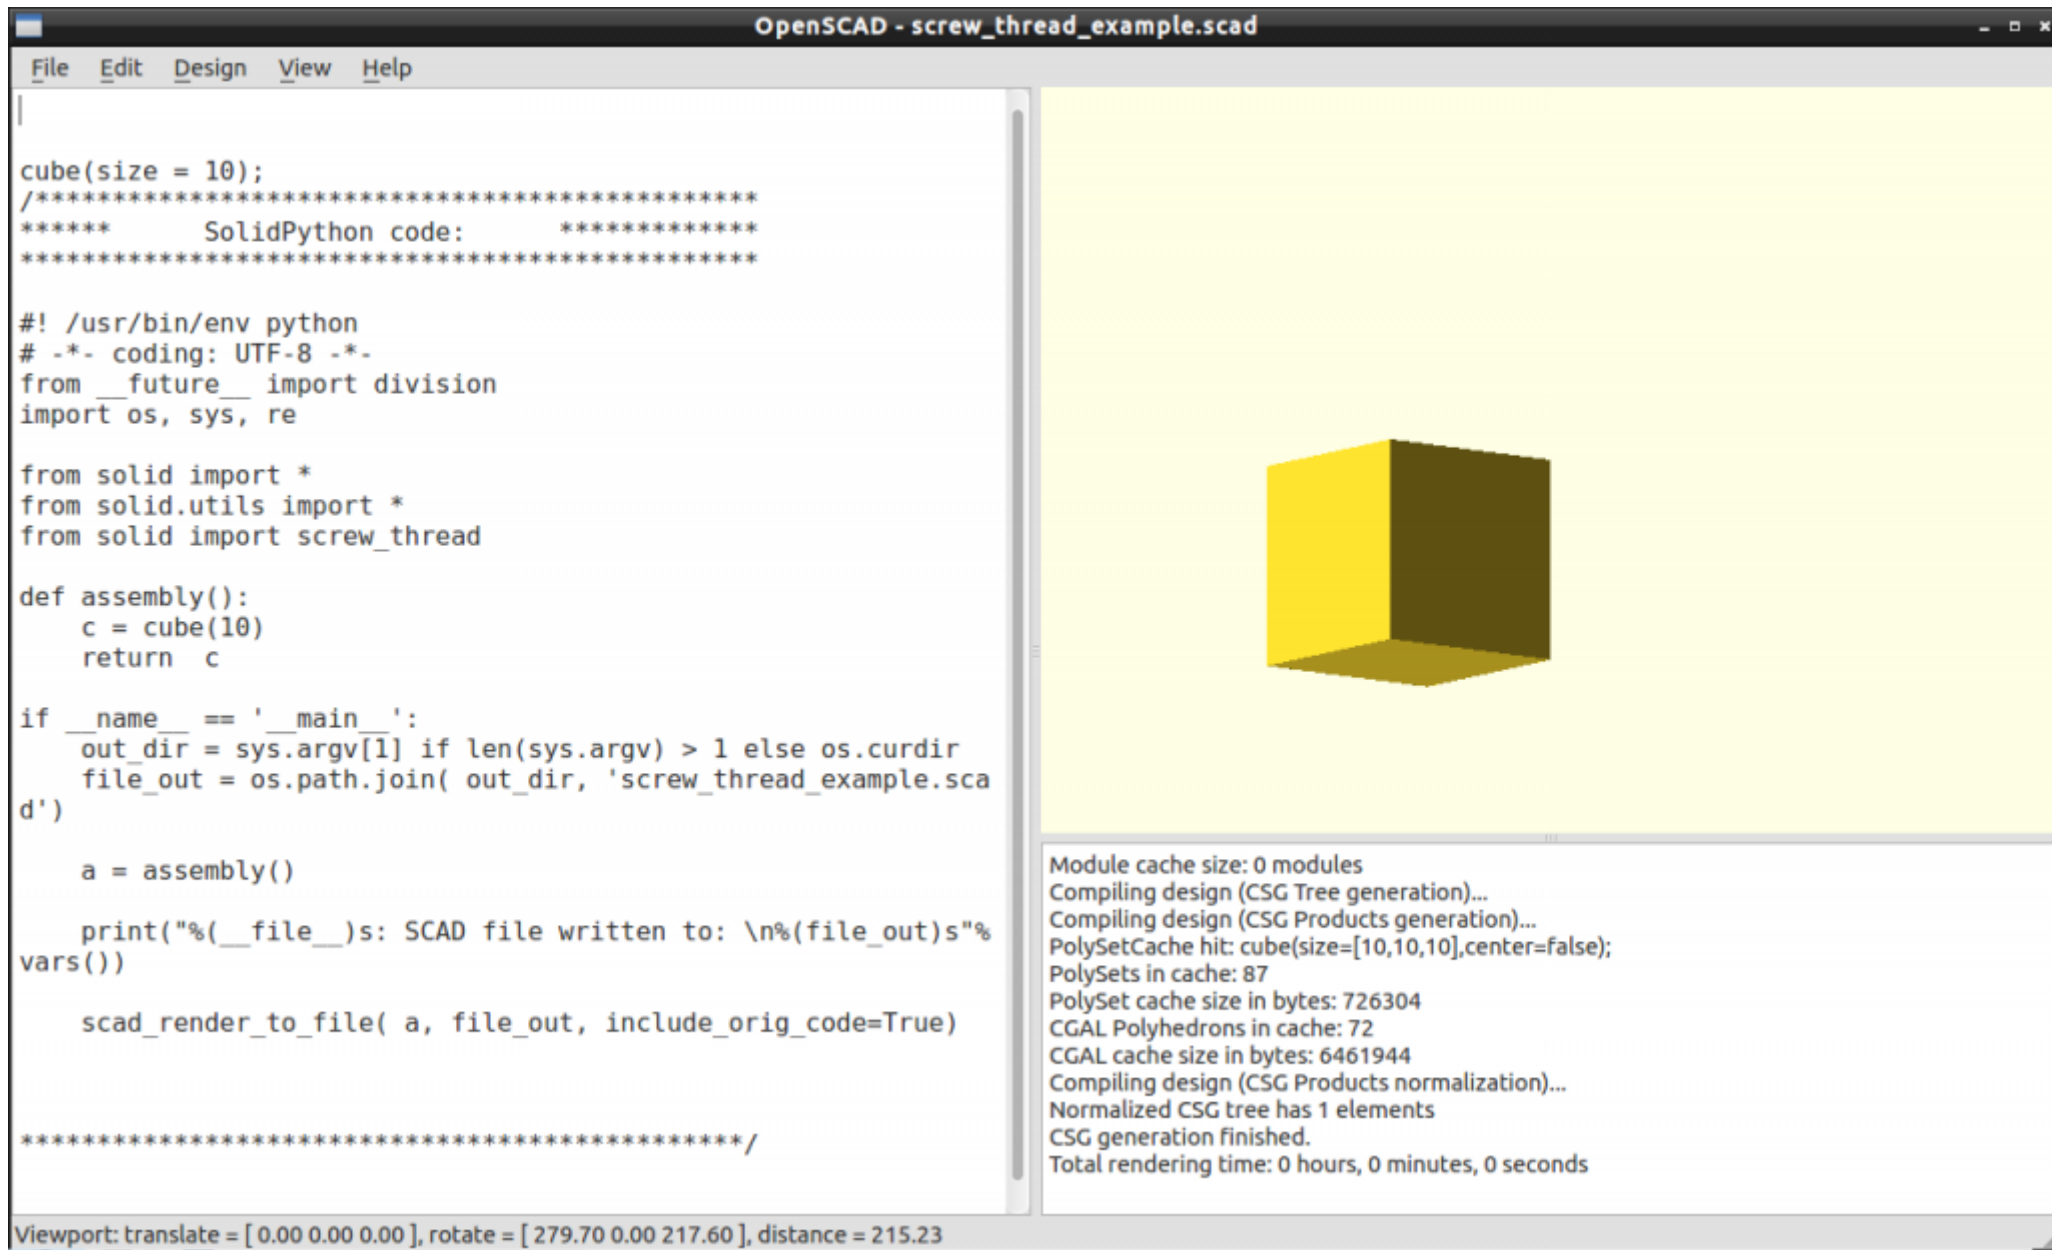 OpenSCAD - screw_thread_example.scad
File Edit Design View Help
cube(size = 10);
/***********************************************
******      SolidPython code:      *************
************************************************
#! /usr/bin/env python
# -*- coding: UTF-8 -*-
from __future__ import division
import os, sys, re
from solid import *
from solid.utils import *
from solid import screw_thread
def assembly():
    c = cube(10)
    return  c
if __name__ == '__main__':
    out_dir = sys.argv[1] if len(sys.argv) > 1 else os.curdir
    file_out = os.path.join( out_dir, 'screw_thread_example.sca
d')
    a = assembly()
    print("%(__file__)s: SCAD file written to: \n%(file_out)s"%
vars())
    scad_render_to_file( a, file_out, include_orig_code=True)
***********************************************/
Module cache size: 0 modules
Compiling design (CSG Tree generation)...
Compiling design (CSG Products generation)...
PolySetCache hit: cube(size=[10,10,10],center=false);
PolySets in cache: 87
PolySet cache size in bytes: 726304
CGAL Polyhedrons in cache: 72
CGAL cache size in bytes: 6461944
Compiling design (CSG Products normalization)...
Normalized CSG tree has 1 elements
CSG generation finished.
Total rendering time: 0 hours, 0 minutes, 0 seconds
Viewport: translate = [ 0.00 0.00 0.00 ], rotate = [ 279.70 0.00 217.60 ], distance = 215.23